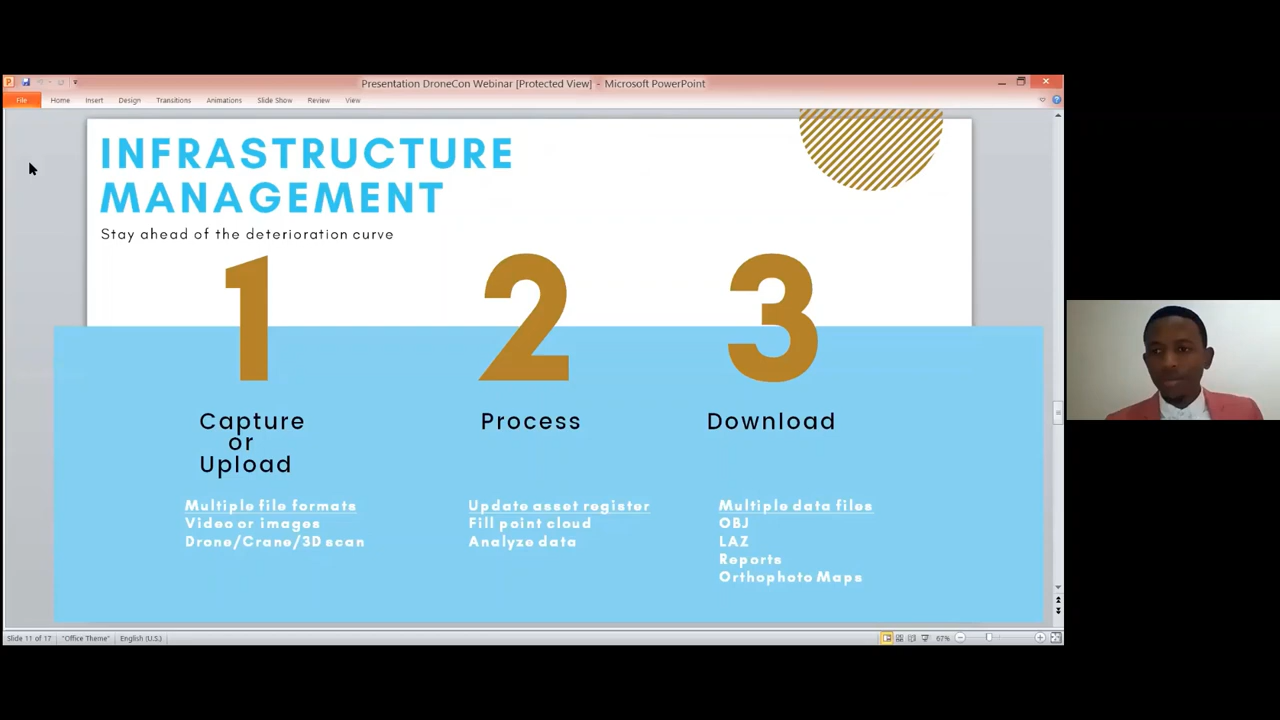 Presentation DroneCon Webinar [Protected View] - Microsoft PowerPoint
File Home Insert Design Transitions Animations Slide Show Review View
INFRASTRUCTURE
MANAGEMENT
Stay ahead of the deterioration curve
1 2 3
Capture
or
Upload
Process
Download
Multiple file formats
Video or images
Drone/Crane/3D scan
Update asset register
Fill point cloud
Analyze data
Multiple data files
OBJ
LAZ
Reports
Orthophoto Maps
Slide 11 of 17 "Office Theme" English (U.S.) 67%